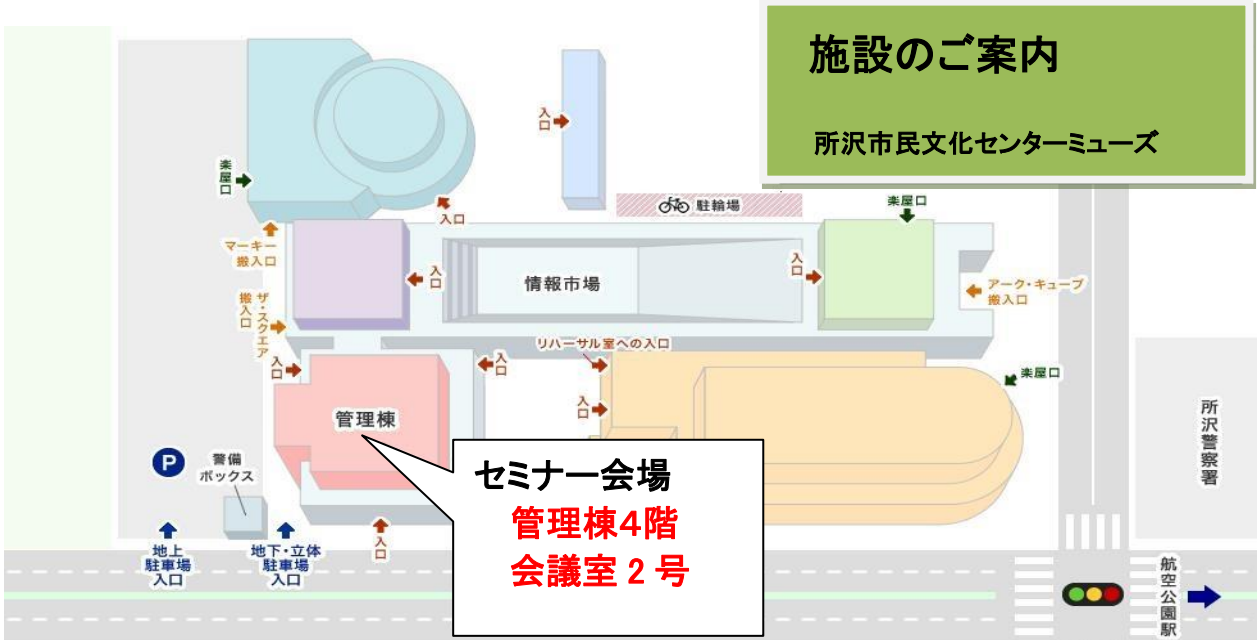 施設のご案内
所沢市民文化センターミューズ
入口
楽屋口
駐輪場
楽屋口
入口
マーキー
搬入口
入口
情報市場
入口
アーク・キューブ
搬入口
ザ・スクエア
搬入口
リハーサル室への入口
入口
入口
楽屋口
入口
管理棟
所沢警察署
P
警備
ボックス
セミナー会場
管理棟4階
会議室2号
地上
駐車場
入口
地下・立体
駐車場
入口
入口
航空公園駅